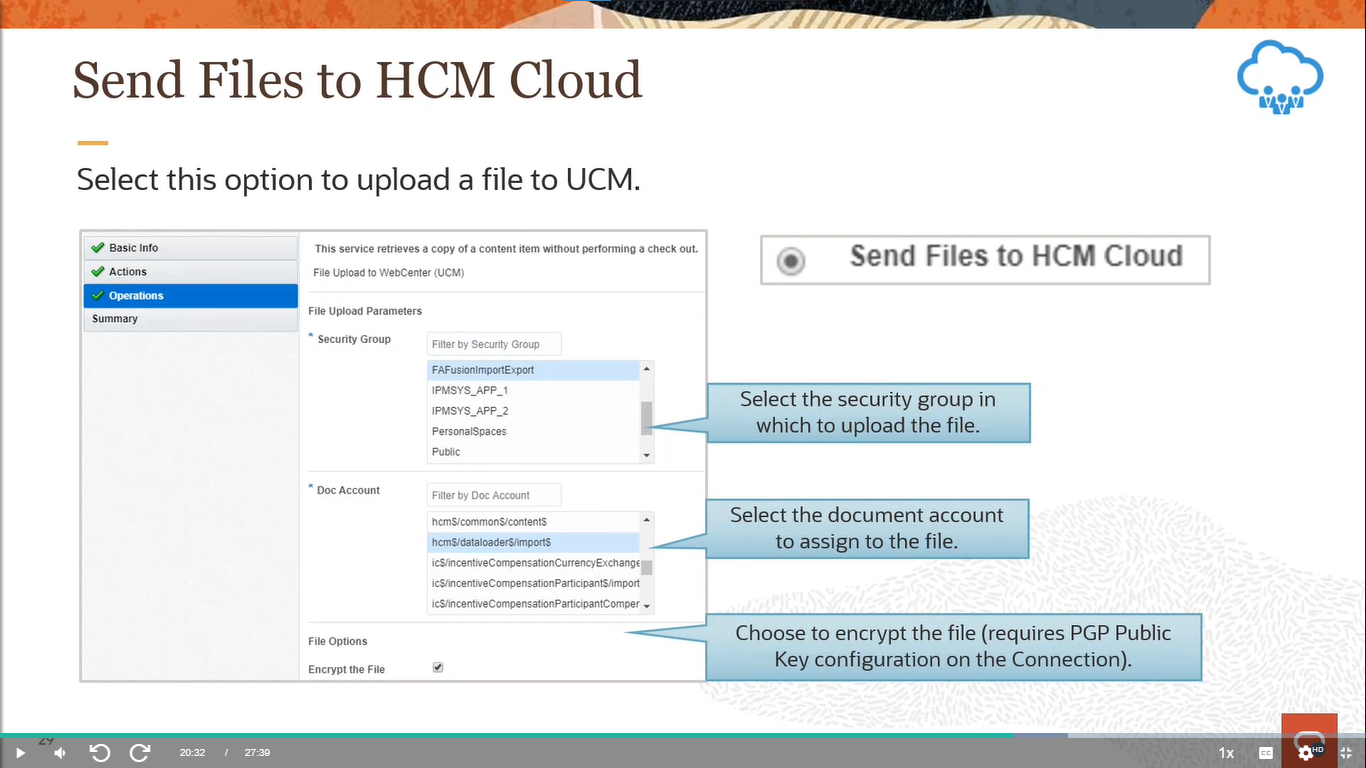 Send Files to HCM Cloud
Select this option to upload a file to UCM.
Basic Info
Actions
Operations
Summary
This service retrieves a copy of a content item without performing a check out.
File Upload to WebCenter (UCM)
File Upload Parameters
* Security Group
Filter by Security Group
FAFusionImportExport
IPMSYS_APP_1
IPMSYS_APP_2
PersonalSpaces
Public
* Doc Account
Filter by Doc Account
hcm$/common$/content$
hcm$/dataloader$/import$
ic$/incentiveCompensationCurrencyExchange
ic$/incentiveCompensationParticipant$/import
ic$/incentiveCompensationParticipantCompen
File Options
Encrypt the File
Send Files to HCM Cloud
Select the security group in
which to upload the file.
Select the document account
to assign to the file.
Choose to encrypt the file (requires PGP Public
Key configuration on the Connection).
29
20:32 / 27:39
1x
CC
HD